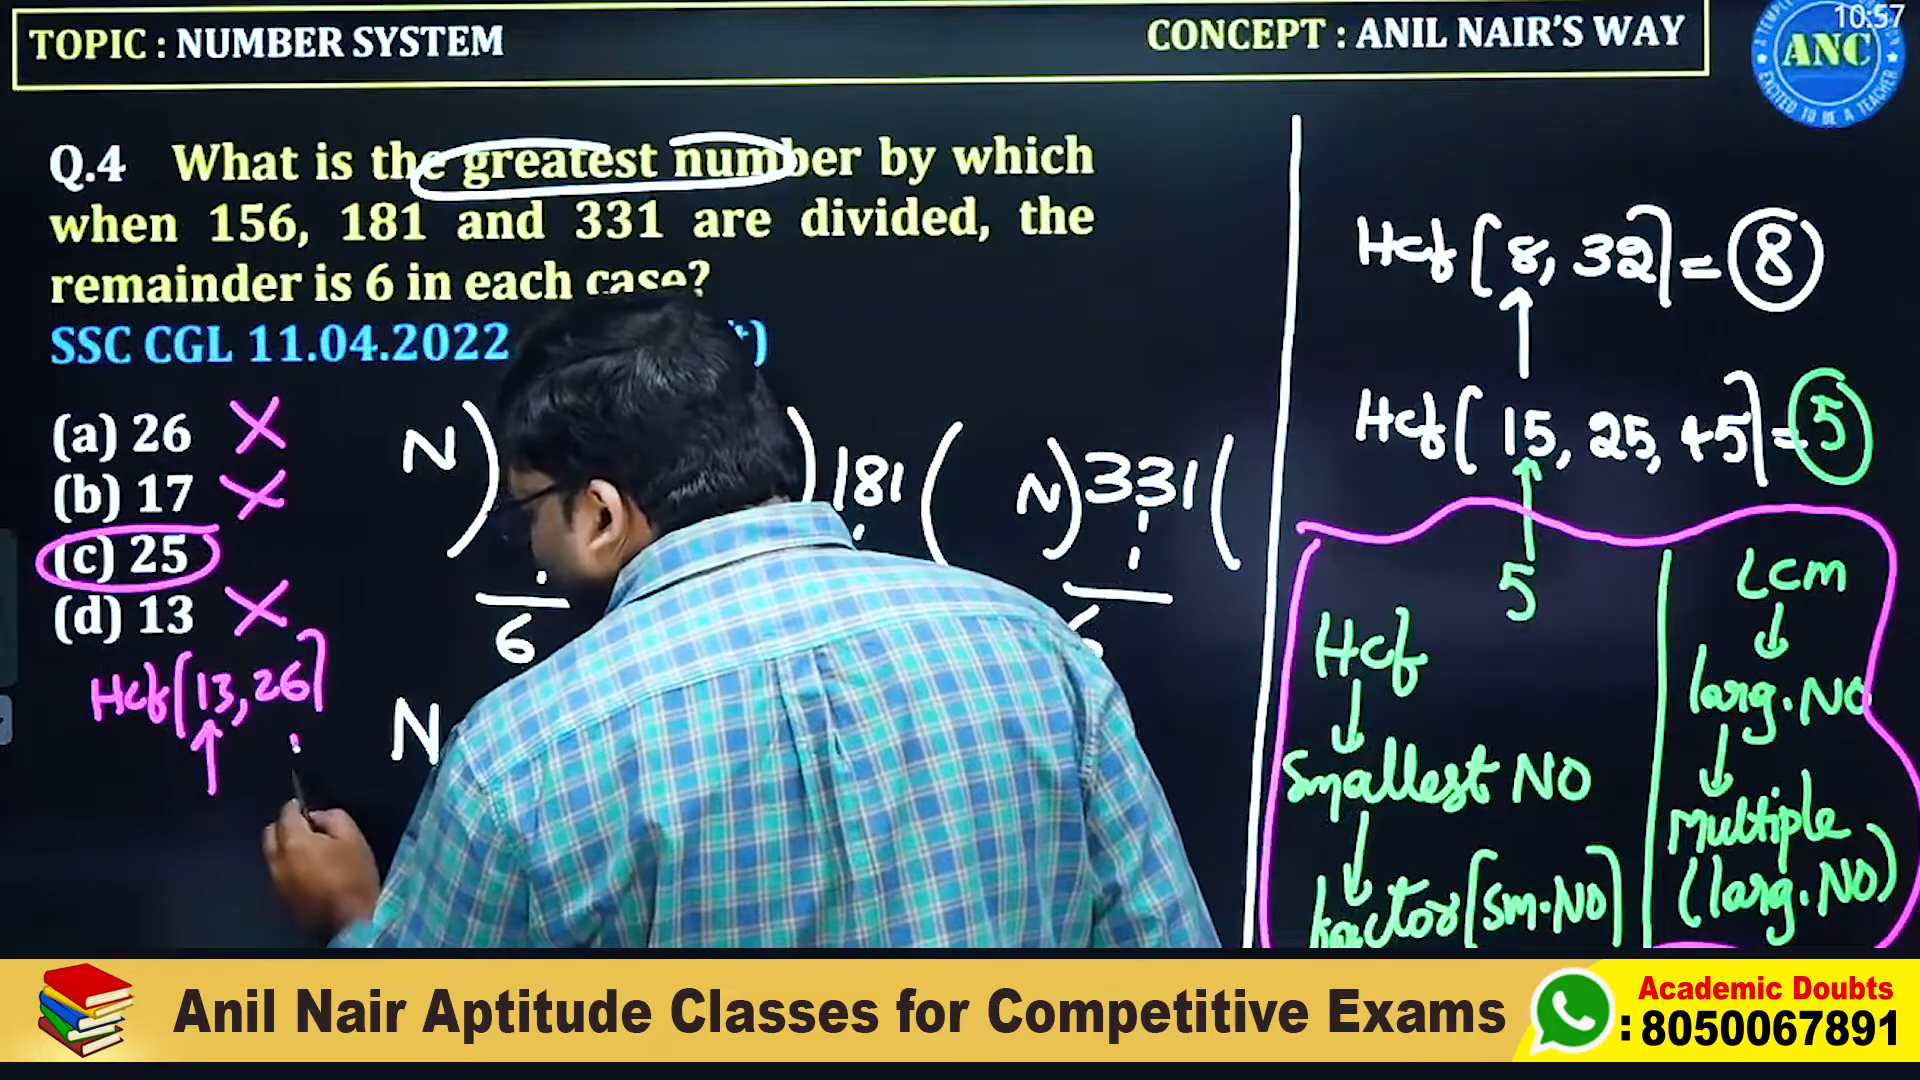 TOPIC : NUMBER SYSTEM
CONCEPT : ANIL NAIR'S WAY
10:57
ANC
EXCITED TO BE A TEACHER
Q.4 What is the greatest number by which
when 156, 181 and 331 are divided, the
remainder is 6 in each case?
SSC CGL 11.04.2022
(a) 26 ✗
(b) 17 ✗
(c) 25
(d) 13 ✗
Hcf [13, 26]
N)
6
)181(
N)331(
N
Hcf [8, 32] = 8
Hcf [15, 25, 45] = 5
5
Hcf
↓
Smallest NO
↓
factor [Sm.NO]
LCM
↓
larg.NO
↓
Multiple
(larg.NO)
Anil Nair Aptitude Classes for Competitive Exams
Academic Doubts
: 8050067891